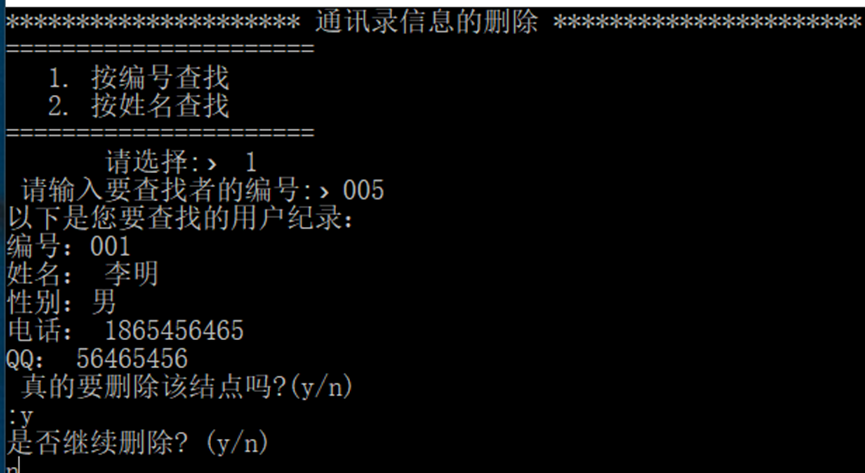 ********************* 通讯录信息的删除 **********************
======================
1. 按编号查找
2. 按姓名查找
======================
请选择:› 1
请输入要查找者的编号:› 005
以下是您要查找的用户纪录:
编号: 001
姓名: 李明
性别: 男
电话: 1865456465
QQ: 56465456
真的要删除该结点吗?(y/n)
:y
是否继续删除? (y/n)
n